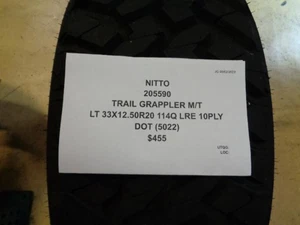 NITTO
205590
TRAIL GRAPPLER M/T
LT 33X12.50R20 114Q LRE 10PLY
DOT (5022)
$455